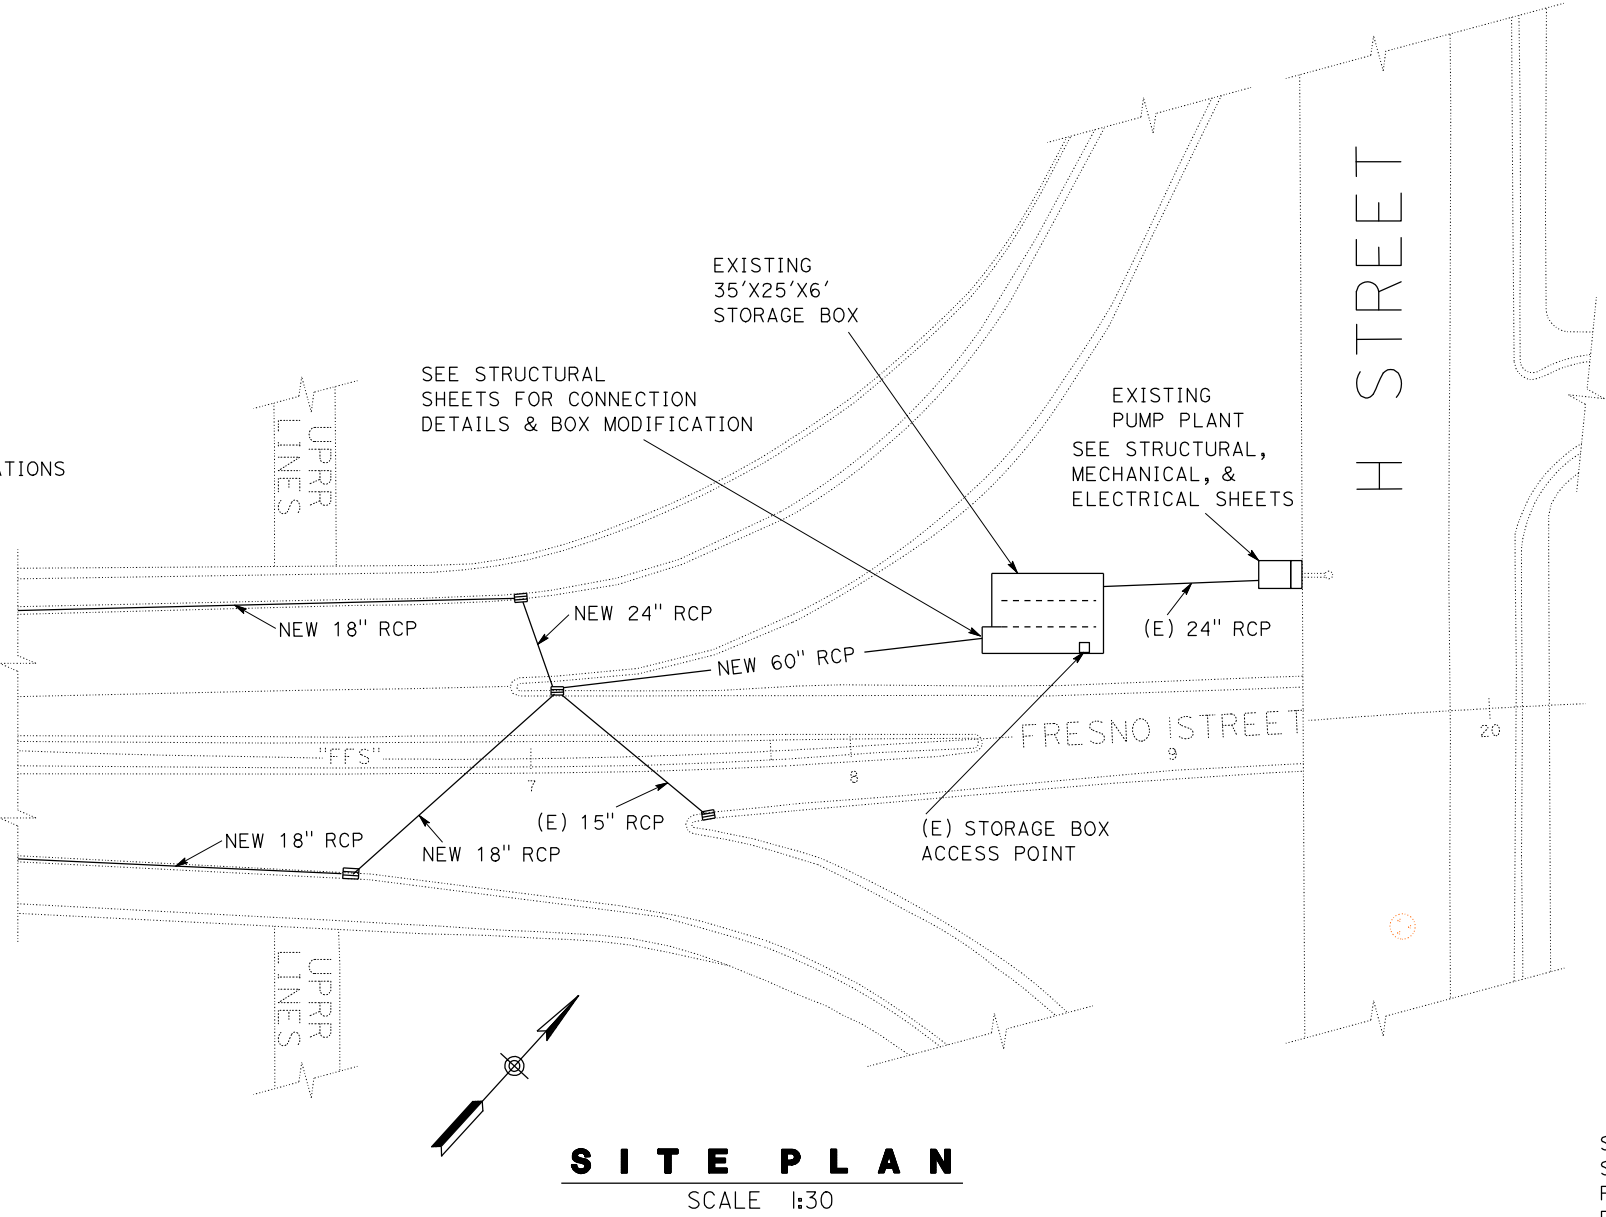 EXISTING
35'X25'X6'
STORAGE BOX
SEE STRUCTURAL
SHEETS FOR CONNECTION
DETAILS & BOX MODIFICATION
EXISTING
PUMP PLANT
SEE STRUCTURAL,
MECHANICAL, &
ELECTRICAL SHEETS
H STREET
UPRR
LINES
ATIONS
NEW 18" RCP
NEW 24" RCP
NEW 60" RCP
(E) 24" RCP
FRESNO STREET
"FFS"
7
8
9
20
(E) 15" RCP
NEW 18" RCP
NEW 18" RCP
(E) STORAGE BOX
ACCESS POINT
UPRR
LINES
SITE PLAN
SCALE 1:30